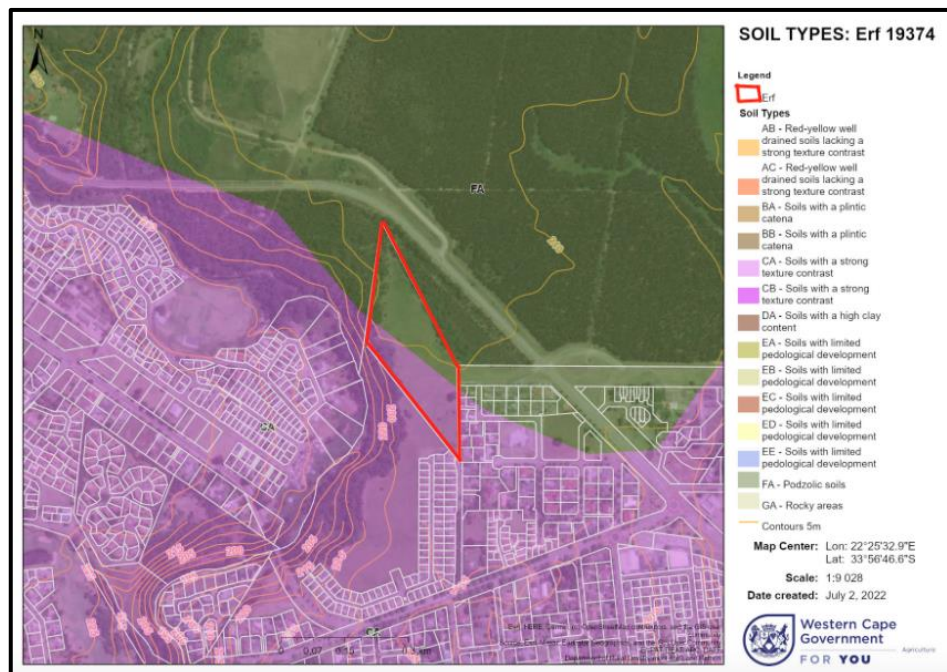 SOIL TYPES: Erf 19374
Legend
Erf
Soil Types
AB - Red-yellow well
drained soils lacking a
strong texture contrast
AC - Red-yellow well
drained soils lacking a
strong texture contrast
BA - Soils with a plintic
catena
BB - Soils with a plintic
catena
CA - Soils with a strong
texture contrast
CB - Soils with a strong
texture contrast
DA - Soils with a high clay
content
EA - Soils with limited
pedological development
EB - Soils with limited
pedological development
EC - Soils with limited
pedological development
ED - Soils with limited
pedological development
EE - Soils with limited
pedological development
FA - Podzolic soils
GA - Rocky areas
Contours 5m
Map Center: Lon: 22°25'32.9"E
Lat: 33°56'46.6"S
Scale: 1:9 028
Date created: July 2, 2022
Western Cape
Government
Agriculture
FOR YOU
N
FA
CA